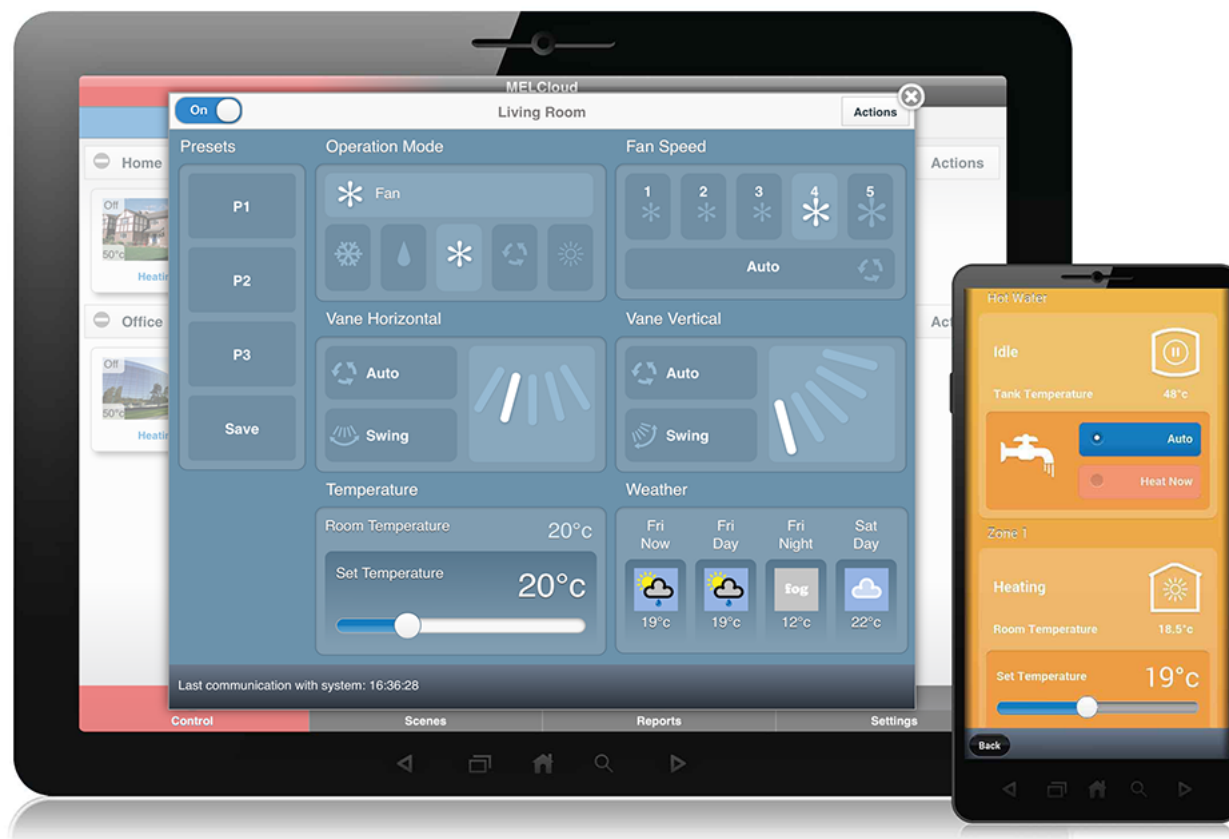 MELCloud
On
Living Room
Actions
Presets
Operation Mode
Fan Speed
Home
Actions
P1
Fan
1 2 3 4 5
Off
50°c
P2
Auto
Office
Vane Horizontal
Vane Vertical
P3
Auto
Auto
Off
50°c
Save
Swing
Swing
Temperature
Weather
Room Temperature
20°c
Fri Fri Fri Sat
Now Day Night Day
Set Temperature
20°c
fog
19°c 19°c 12°c 22°c
Last communication with system: 16:36:28
Control
Scenes
Reports
Settings
Hot Water
Idle
Tank Temperature
48°c
Auto
Heat Now
Zone 1
Heating
Room Temperature
18.5°c
Set Temperature
19°c
Back